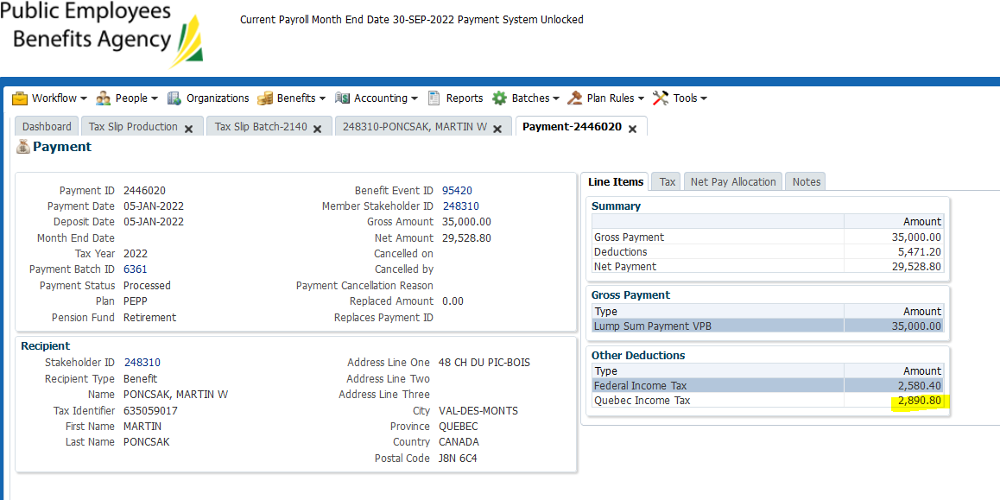 Public Employees
Benefits Agency
Current Payroll Month End Date 30-SEP-2022 Payment System Unlocked
Workflow People Organizations Benefits Accounting Reports Batches Plan Rules Tools
Dashboard Tax Slip Production Tax Slip Batch-2140 248310-PONCSAK, MARTIN W Payment-2446020
Payment
Payment ID 2446020
Payment Date 05-JAN-2022
Deposit Date 05-JAN-2022
Month End Date
Tax Year 2022
Payment Batch ID 6361
Payment Status Processed
Plan PEPP
Pension Fund Retirement
Benefit Event ID 95420
Member Stakeholder ID 248310
Gross Amount 35,000.00
Net Amount 29,528.80
Cancelled on
Cancelled by
Payment Cancellation Reason
Replaced Amount 0.00
Replaces Payment ID
Recipient
Stakeholder ID 248310
Recipient Type Benefit
Name PONCSAK, MARTIN W
Tax Identifier 635059017
First Name MARTIN
Last Name PONCSAK
Address Line One 48 CH DU PIC-BOIS
Address Line Two
Address Line Three
City VAL-DES-MONTS
Province QUEBEC
Country CANADA
Postal Code J8N 6C4
Line Items Tax Net Pay Allocation Notes
Summary
Amount
Gross Payment 35,000.00
Deductions 5,471.20
Net Payment 29,528.80
Gross Payment
Type Amount
Lump Sum Payment VPB 35,000.00
Other Deductions
Type Amount
Federal Income Tax 2,580.40
Quebec Income Tax 2,890.80